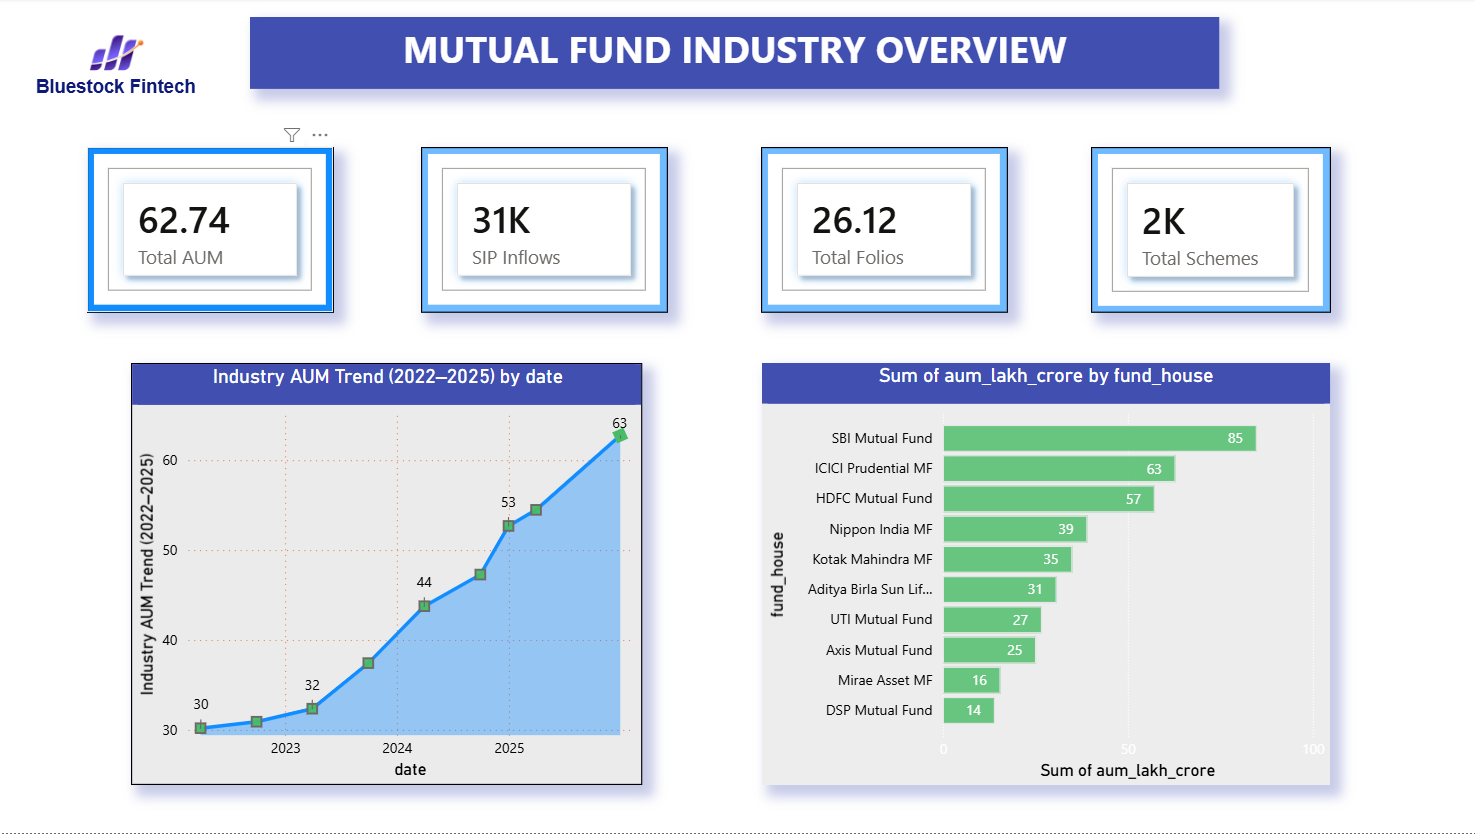 MUTUAL FUND INDUSTRY OVERVIEW
Bluestock Fintech
62.74
Total AUM
31K
SIP Inflows
26.12
Total Folios
2K
Total Schemes
Industry AUM Trend (2022–2025) by date
Industry AUM Trend (2022–2025)
60
50
40
30
30
32
44
53
63
2023
2024
2025
date
Sum of aum_lakh_crore by fund_house
fund_house
SBI Mutual Fund 85
ICICI Prudential MF 63
HDFC Mutual Fund 57
Nippon India MF 39
Kotak Mahindra MF 35
Aditya Birla Sun Lif... 31
UTI Mutual Fund 27
Axis Mutual Fund 25
Mirae Asset MF 16
DSP Mutual Fund 14
0 50 100
Sum of aum_lakh_crore